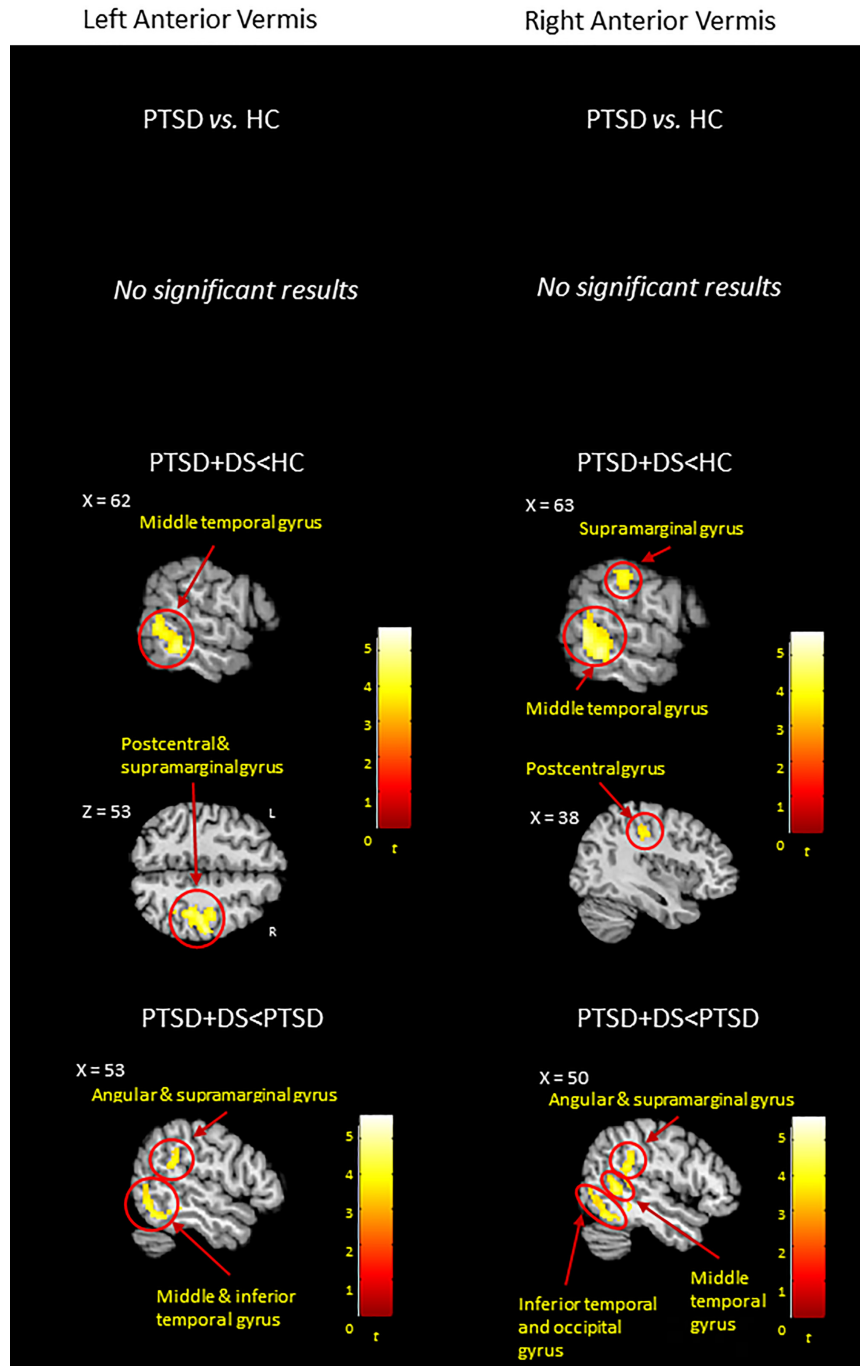 Left Anterior Vermis
Right Anterior Vermis
PTSD vs. HC
PTSD vs. HC
No significant results
No significant results
PTSD+DS<HC
X = 62
Middle temporal gyrus
5
4
3
2
1
0
t
Postcentral &
supramarginal gyrus
Z = 53
L
R
PTSD+DS<HC
X = 63
Supramarginal gyrus
Middle temporal gyrus
5
4
3
2
1
0
t
Postcentral gyrus
X = 38
PTSD+DS<PTSD
X = 53
Angular & supramarginal gyrus
5
4
3
2
1
0
t
Middle & inferior
temporal gyrus
PTSD+DS<PTSD
X = 50
Angular & supramarginal gyrus
5
4
3
2
1
0
t
Inferior temporal
and occipital
gyrus
Middle
temporal
gyrus